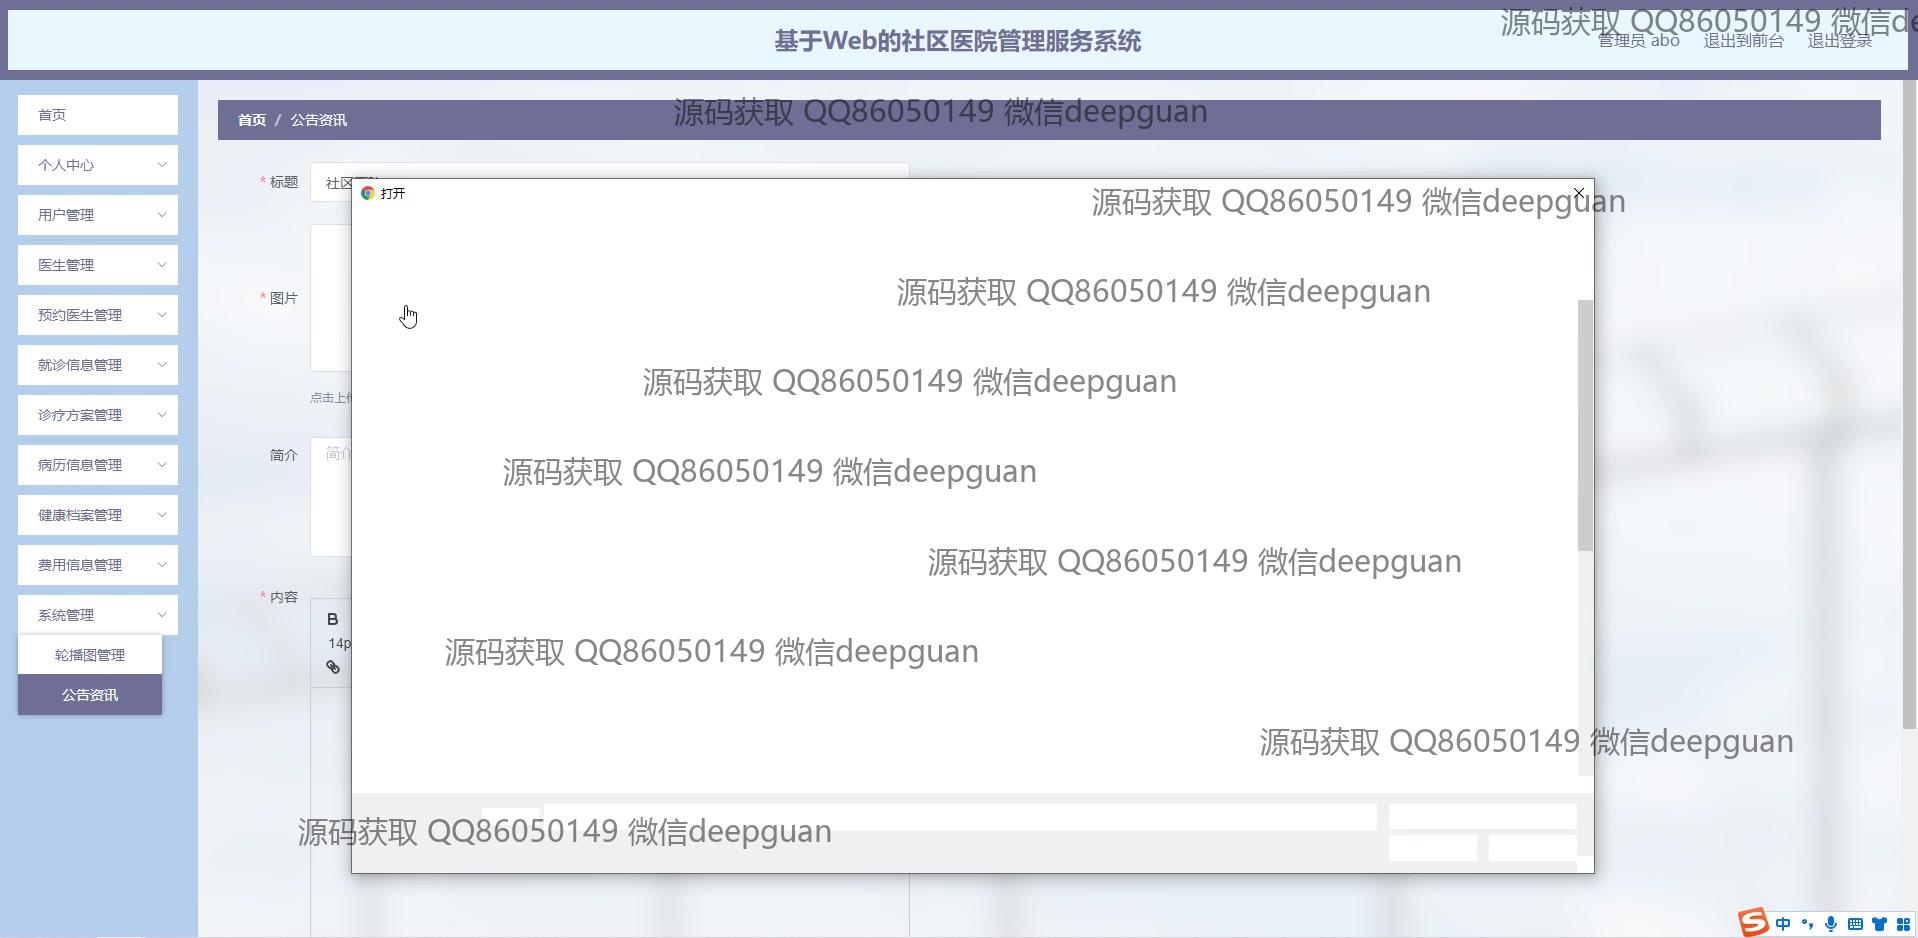 源码获取 QQ86050149 微信de
基于Web的社区医院管理服务系统
管理员 abo
退出到前台
退出登录
首页
源码获取 QQ86050149 微信deepguan
首页 / 公告资讯
个人中心
* 标题
社区
打开
源码获取 QQ86050149 微信deepguan
用户管理
医生管理
* 图片
源码获取 QQ86050149 微信deepguan
预约医生管理
就诊信息管理
源码获取 QQ86050149 微信deepguan
点击上
诊疗方案管理
简介
简介
病历信息管理
源码获取 QQ86050149 微信deepguan
健康档案管理
费用信息管理
源码获取 QQ86050149 微信deepguan
* 内容
B
系统管理
14p
轮播图管理
源码获取 QQ86050149 微信deepguan
公告资讯
源码获取 QQ86050149 微信deepguan
源码获取 QQ86050149 微信deepguan
S 中